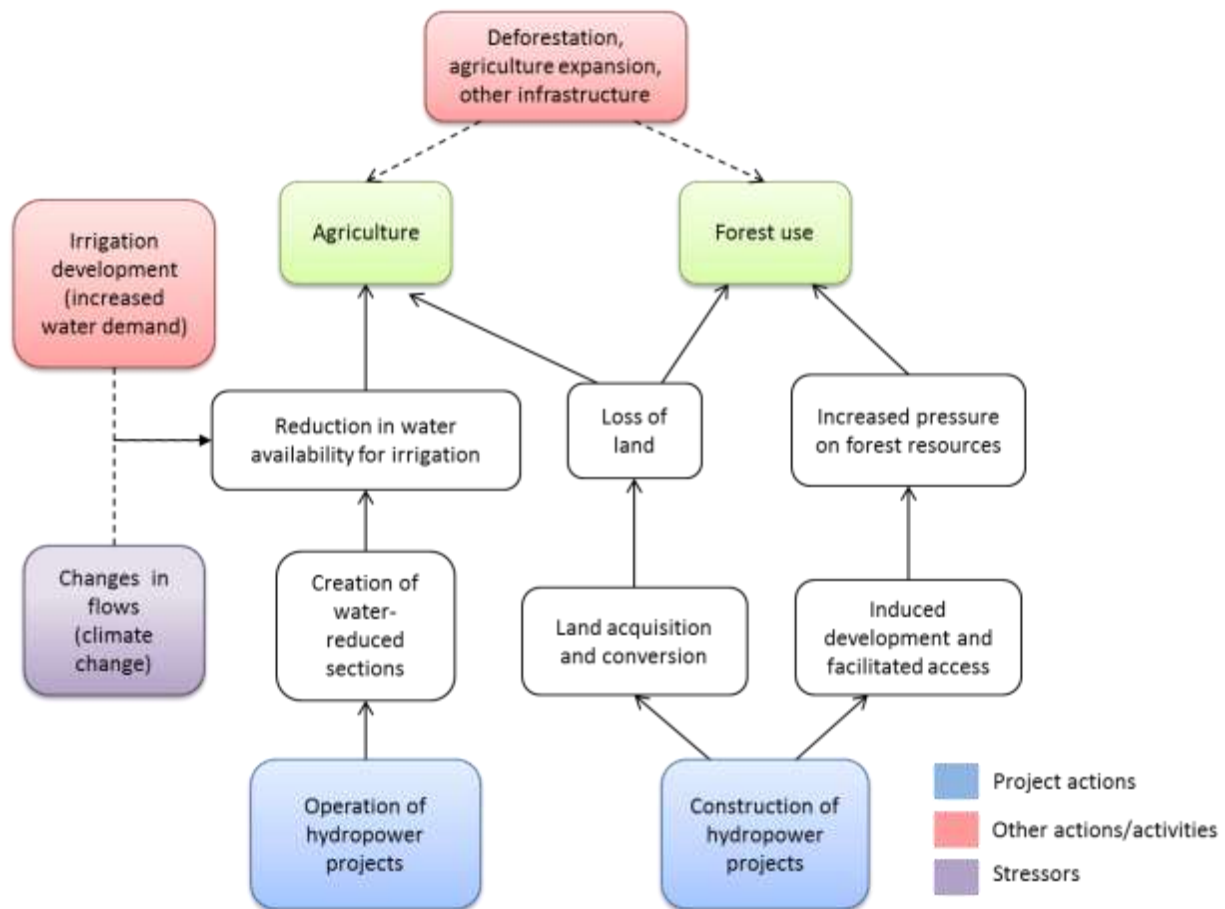 Deforestation,
agriculture expansion,
other infrastructure
Agriculture
Forest use
Irrigation
development
(increased
water demand)
Reduction in water
availability for irrigation
Loss of
land
Increased pressure
on forest resources
Changes in
flows
(climate
change)
Creation of
water-
reduced
sections
Land acquisition
and conversion
Induced
development and
facilitated access
Operation of
hydropower
projects
Construction of
hydropower
projects
Project actions
Other actions/activities
Stressors